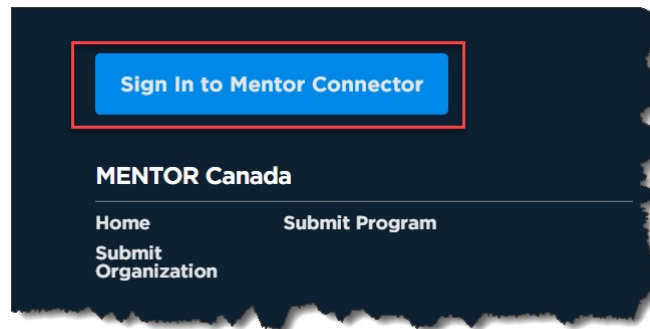 Sign In to Mentor Connector
MENTOR Canada
Home
Submit Program
Submit
Organization